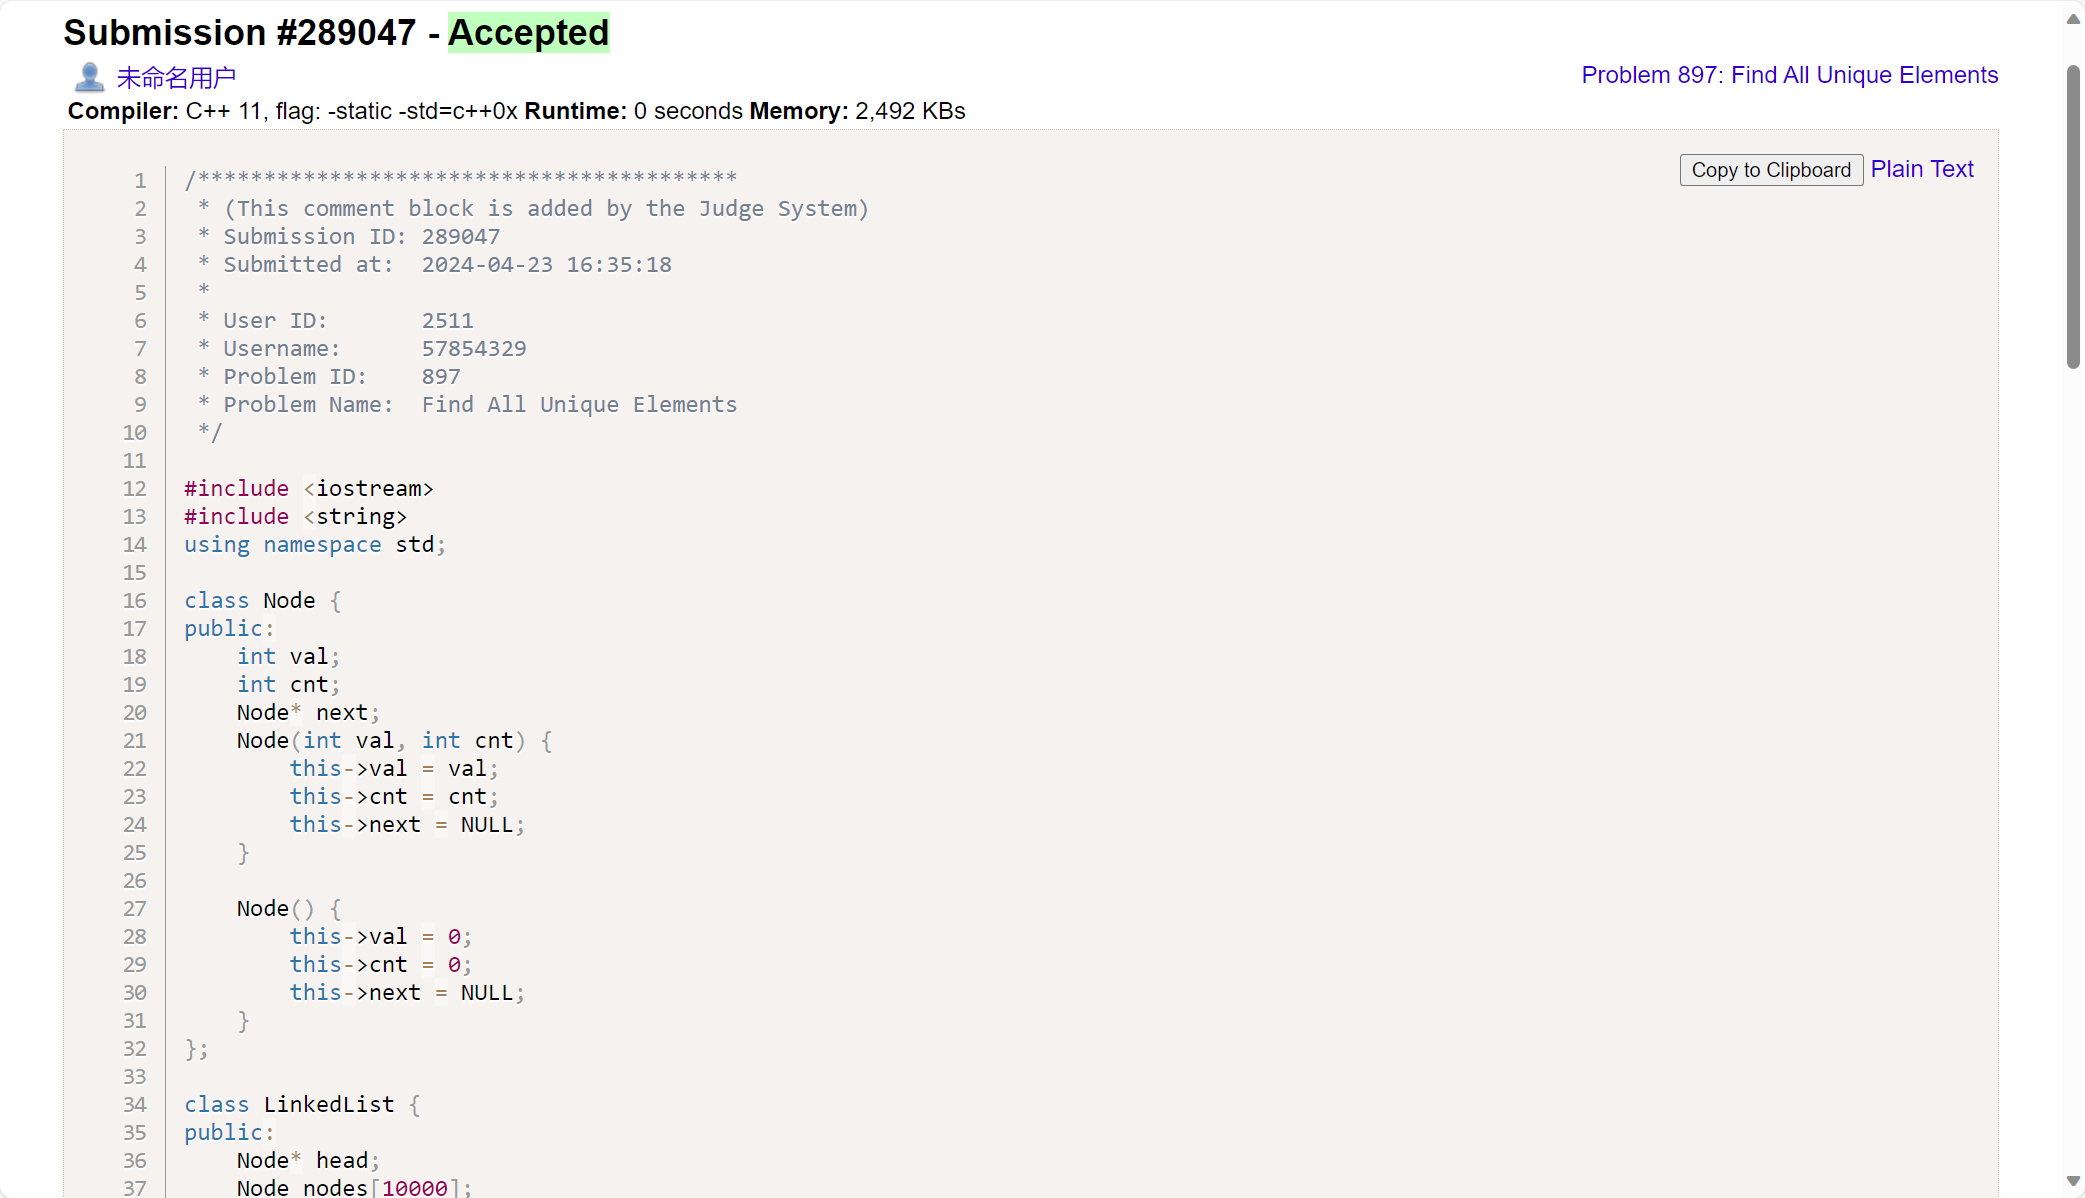 Submission #289047 - Accepted
未命名用户
Problem 897: Find All Unique Elements
Compiler: C++ 11, flag: -static -std=c++0x Runtime: 0 seconds Memory: 2,492 KBs
Copy to Clipboard Plain Text
1 /*****************************************
2  * (This comment block is added by the Judge System)
3  * Submission ID: 289047
4  * Submitted at:  2024-04-23 16:35:18
5  *
6  * User ID:       2511
7  * Username:      57854329
8  * Problem ID:    897
9  * Problem Name:  Find All Unique Elements
10  */
11
12 #include <iostream>
13 #include <string>
14 using namespace std;
15
16 class Node {
17 public:
18     int val;
19     int cnt;
20     Node* next;
21     Node(int val, int cnt) {
22         this->val = val;
23         this->cnt = cnt;
24         this->next = NULL;
25     }
26
27     Node() {
28         this->val = 0;
29         this->cnt = 0;
30         this->next = NULL;
31     }
32 };
33
34 class LinkedList {
35 public:
36     Node* head;
37     Node nodes[10000];